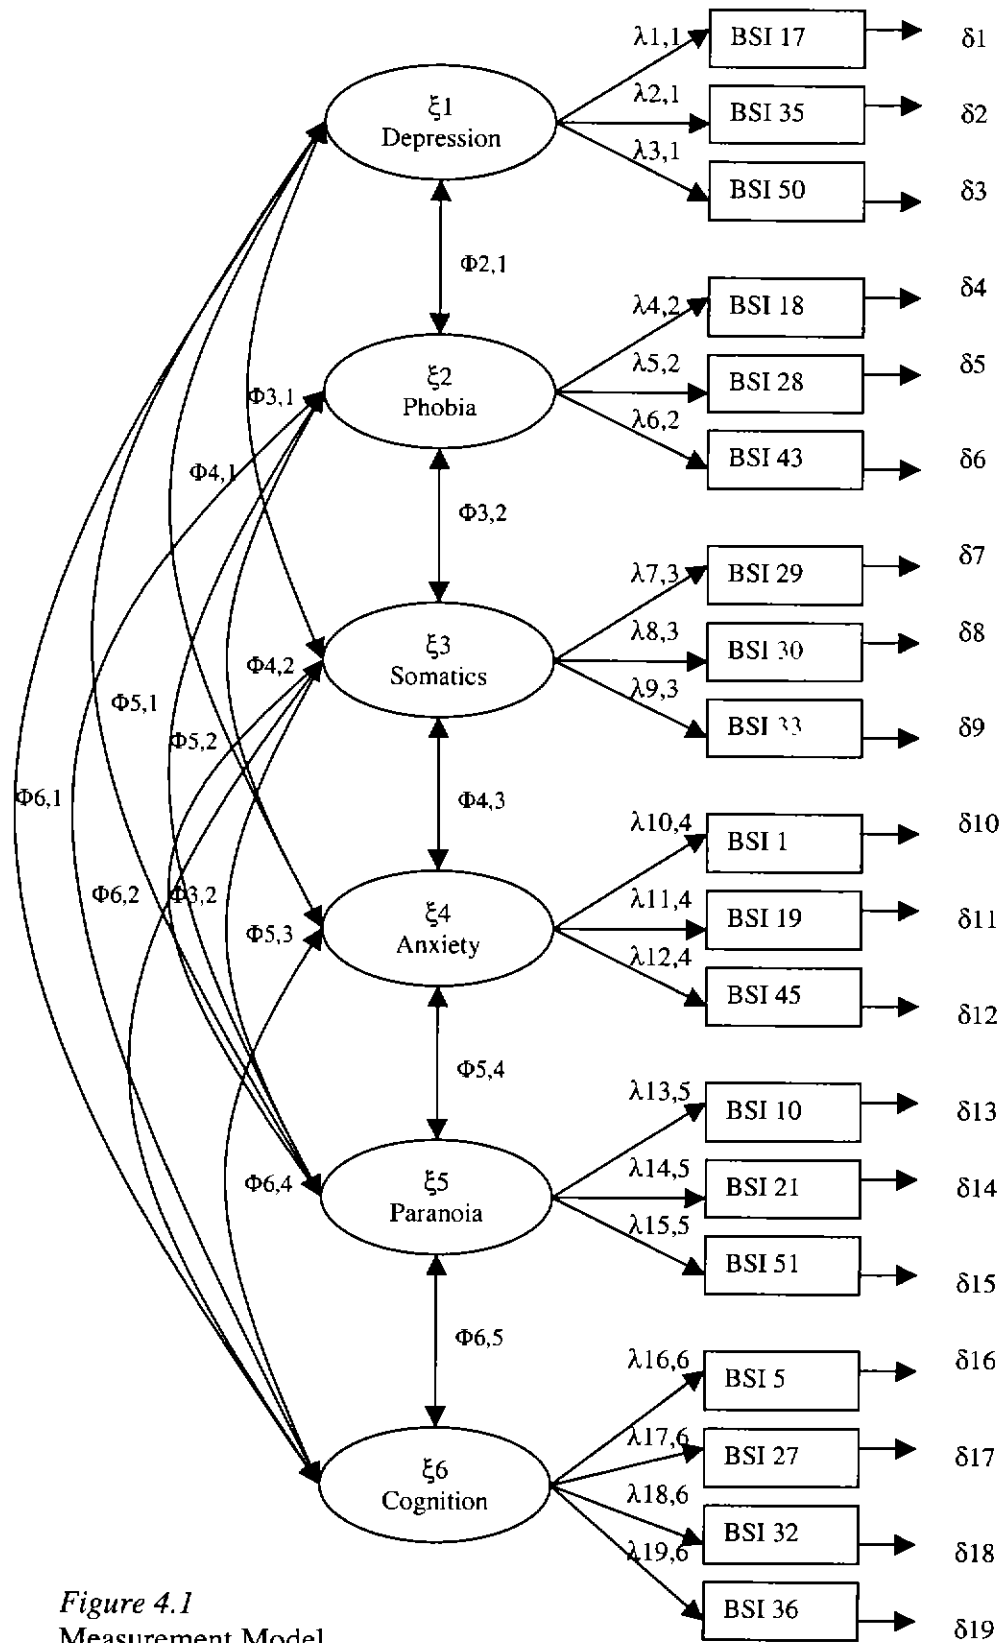 λ1,1 BSI 17 δ1
ξ1
Depression
λ2,1 BSI 35 δ2
λ3,1 BSI 50 δ3
Φ2,1
λ4,2 BSI 18 δ4
ξ2
Phobia
λ5,2 BSI 28 δ5
λ6,2 BSI 43 δ6
Φ3,1
Φ4,1
Φ3,2
λ7,3 BSI 29 δ7
ξ3
Somatics
λ8,3 BSI 30 δ8
λ9,3 BSI 33 δ9
Φ4,2
Φ5,1
Φ5,2
Φ6,1
Φ4,3
λ10,4 BSI 1 δ10
ξ4
Anxiety
λ11,4 BSI 19 δ11
λ12,4 BSI 45 δ12
Φ6,2
Φ3,2
Φ5,3
Φ5,4
λ13,5 BSI 10 δ13
ξ5
Paranoia
λ14,5 BSI 21 δ14
λ15,5 BSI 51 δ15
Φ6,4
Φ6,5
λ16,6 BSI 5 δ16
ξ6
Cognition
λ17,6 BSI 27 δ17
λ18,6 BSI 32 δ18
λ19,6 BSI 36 δ19
Figure 4.1
Measurement Model